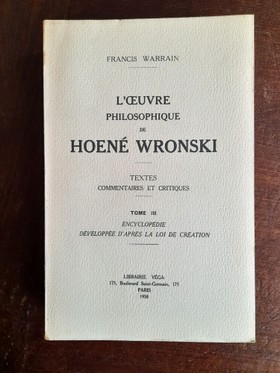 FRANCIS WARRAIN
L'ŒUVRE
PHILOSOPHIQUE
DE
HOENÉ WRONSKI
TEXTES
COMMENTAIRES ET CRITIQUES
TOME III
ENCYCLOPÉDIE
DÉVELOPPÉE D'APRÈS LA LOI DE CRÉATION
LIBRAIRIE VÉGA
175, Boulevard Saint-Germain, 175
PARIS
1938